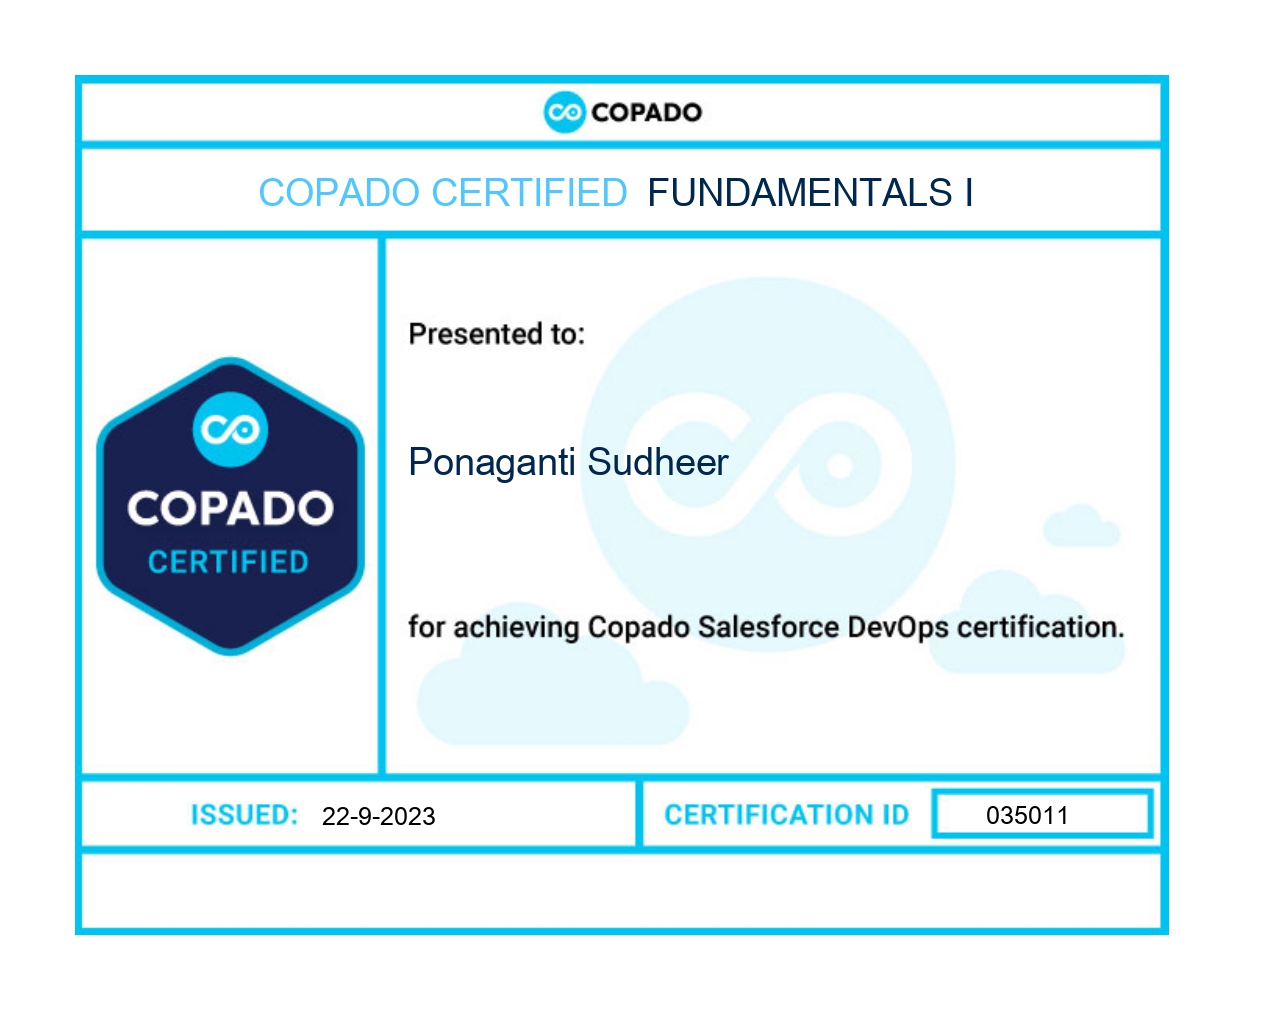 COPADO
COPADO CERTIFIED FUNDAMENTALS I
Presented to:
Ponaganti Sudheer
COPADO
CERTIFIED
for achieving Copado Salesforce DevOps certification.
ISSUED: 22-9-2023
CERTIFICATION ID 035011